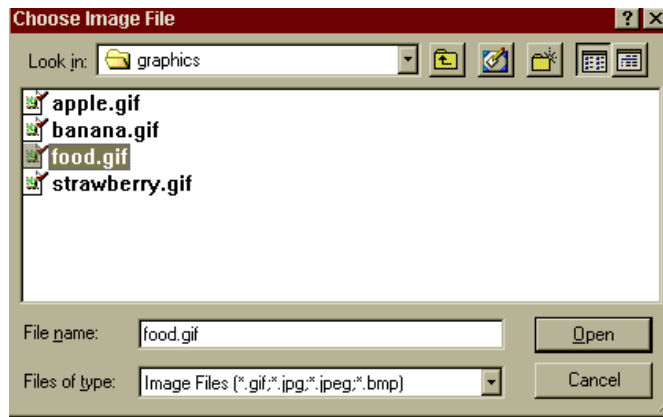 Choose Image File
Look in: graphics
apple.gif
banana.gif
food.gif
strawberry.gif
File name: food.gif Open
Files of type: Image Files (*.gif;*.jpg;*.jpeg;*.bmp) Cancel